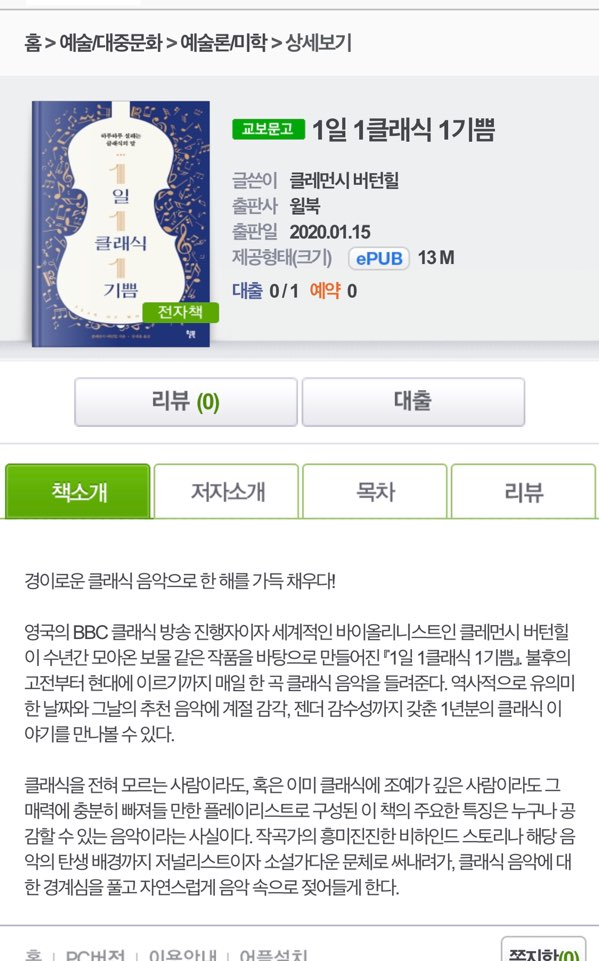 홈 > 예술/대중문화 > 예술론/미학 > 상세보기
하루하루 설레는
클래식의 말
1
일
1
클래식
1
기쁨
전자책
윌북
교보문고 1일 1클래식 1기쁨
글쓴이 클레먼시 버턴힐
출판사 윌북
출판일 2020.01.15
제공형태(크기) ePUB 13 M
대출 0 / 1 예약 0
리뷰 (0) 대출
책소개 저자소개 목차 리뷰
경이로운 클래식 음악으로 한 해를 가득 채우다!
영국의 BBC 클래식 방송 진행자이자 세계적인 바이올리니스트인 클레먼시 버턴힐
이 수년간 모아온 보물 같은 작품을 바탕으로 만들어진 『1일 1클래식 1기쁨』. 불후의
고전부터 현대에 이르기까지 매일 한 곡 클래식 음악을 들려준다. 역사적으로 유의미
한 날짜와 그날의 추천 음악에 계절 감각, 젠더 감수성까지 갖춘 1년분의 클래식 이
야기를 만나볼 수 있다.
클래식을 전혀 모르는 사람이라도, 혹은 이미 클래식에 조예가 깊은 사람이라도 그
매력에 충분히 빠져들 만한 플레이리스트로 구성된 이 책의 주요한 특징은 누구나 공
감할 수 있는 음악이라는 사실이다. 작곡가의 흥미진진한 비하인드 스토리나 해당 음
악의 탄생 배경까지 저널리스트이자 소설가다운 문체로 써내려가, 클래식 음악에 대
한 경계심을 풀고 자연스럽게 음악 속으로 젖어들게 한다.
홈 | PC버전 | 이용안내 | 어플설치
쪽지함(0)